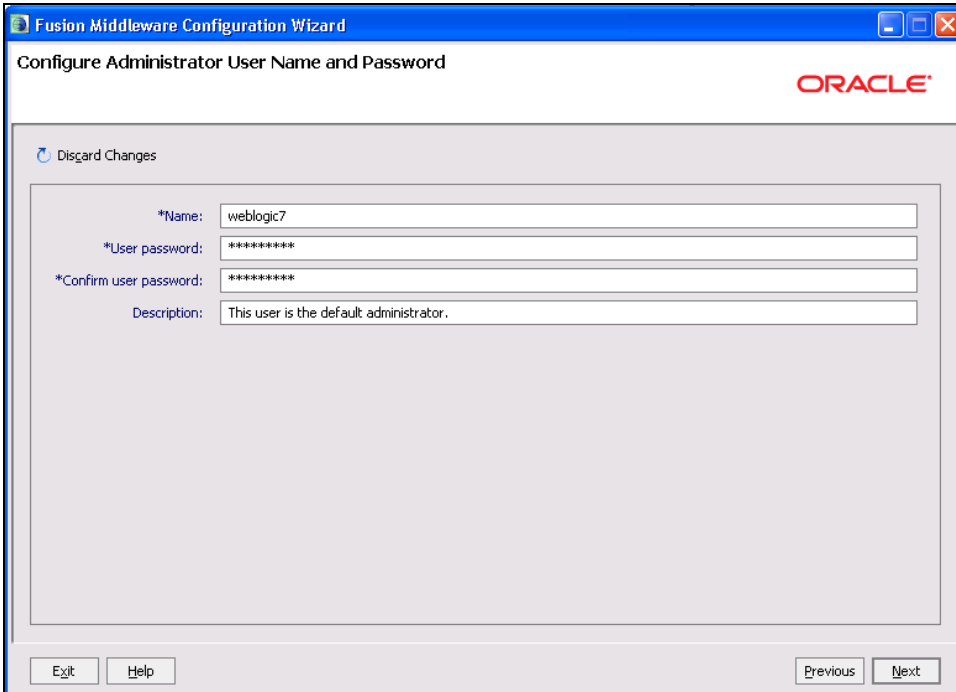 Fusion Middleware Configuration Wizard
Configure Administrator User Name and Password
ORACLE
Discard Changes
*Name: weblogic7
*User password: *********
*Confirm user password: *********
Description: This user is the default administrator.
Exit Help Previous Next